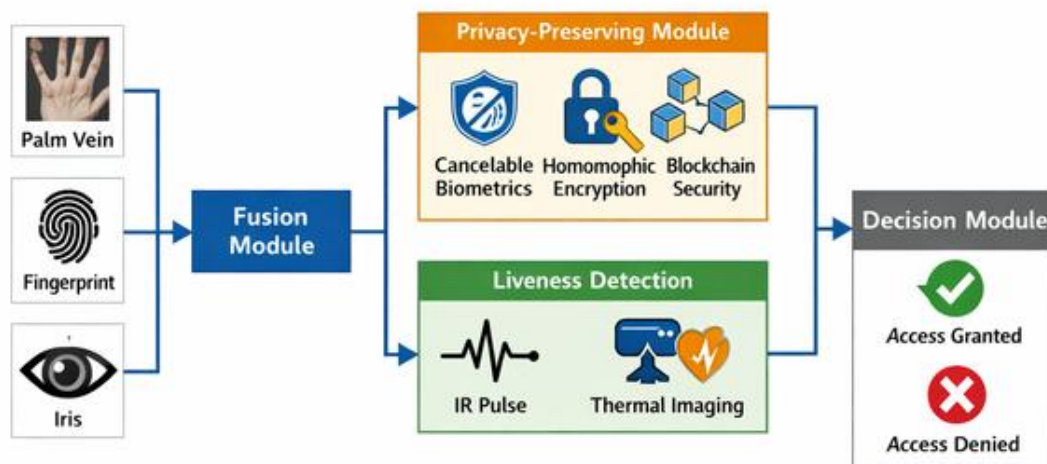 Palm Vein
Fingerprint
Iris
Fusion
Module
Privacy-Preserving Module
Cancelable
Biometrics
Homomophic
Encryption
Blockchain
Security
Liveness Detection
IR Pulse
Thermal Imaging
Decision Module
Access Granted
Access Denied